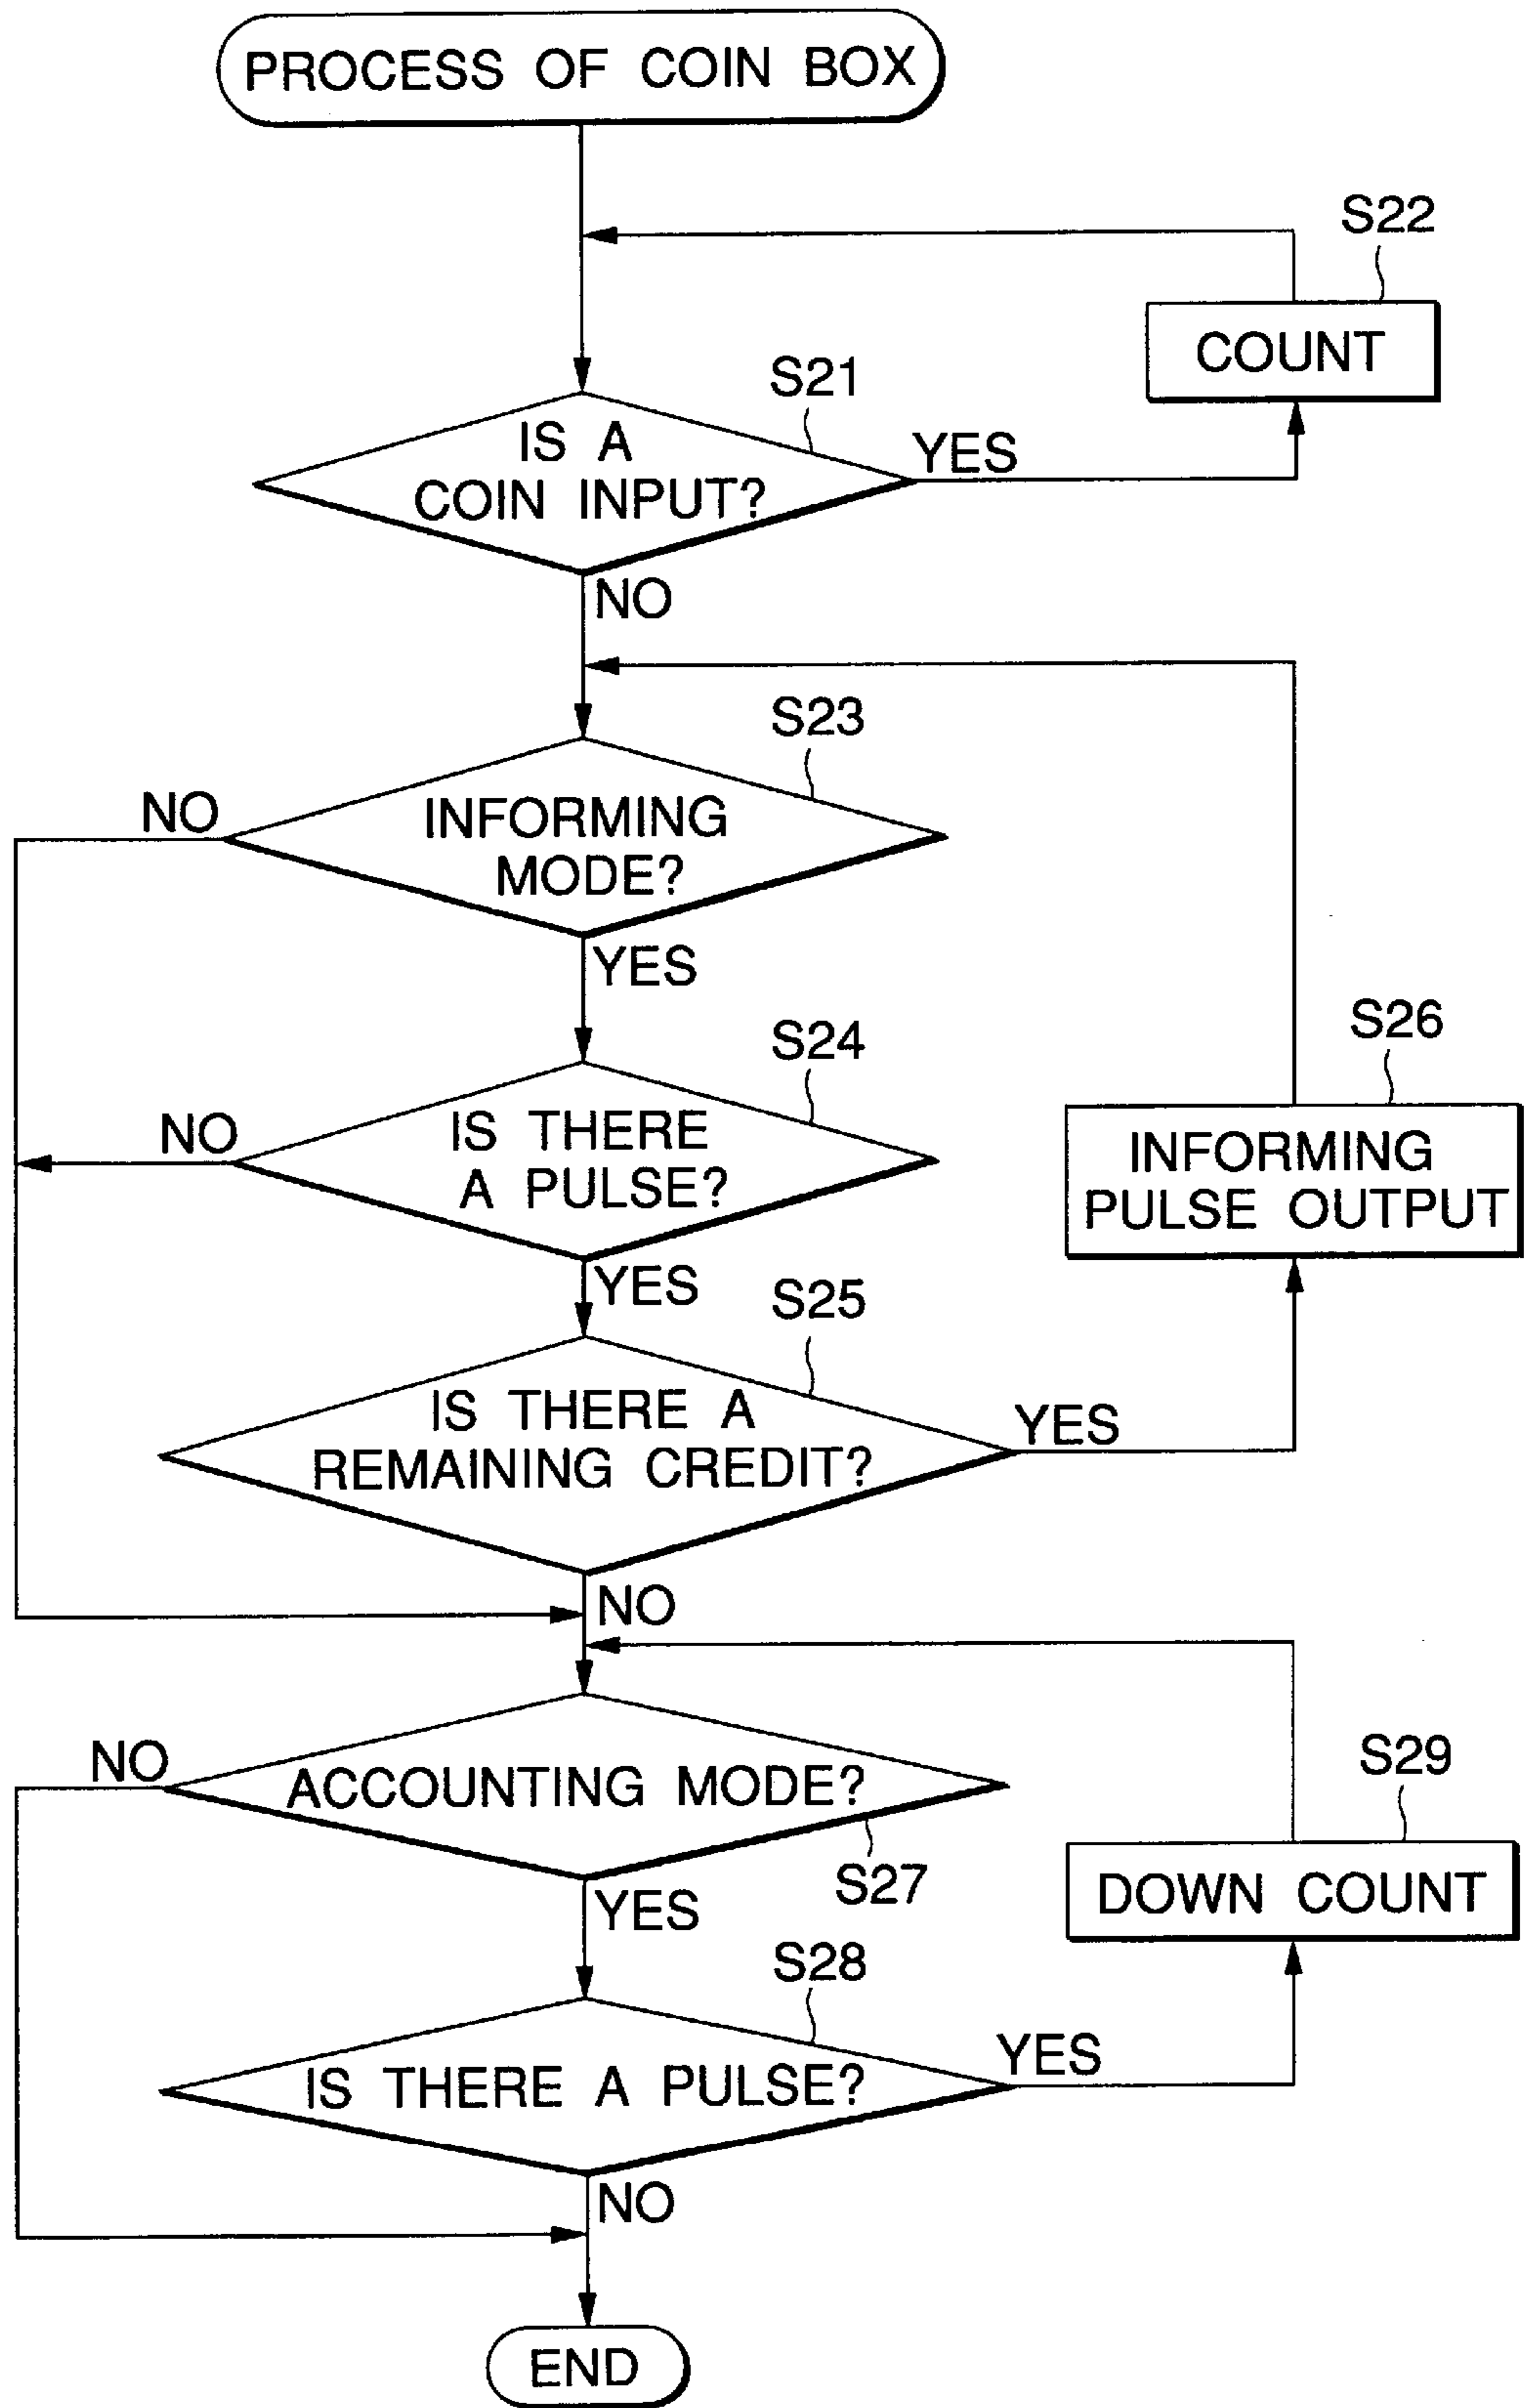 PROCESS OF COIN BOX
S22
COUNT
S21
IS A
COIN INPUT?
YES
NO
S23
NO
INFORMING
MODE?
YES
S24
S26
NO
IS THERE
A PULSE?
INFORMING
PULSE OUTPUT
YES
S25
IS THERE A
REMAINING CREDIT?
YES
NO
NO
ACCOUNTING MODE?
S29
S27
DOWN COUNT
YES
S28
IS THERE A PULSE?
YES
NO
END